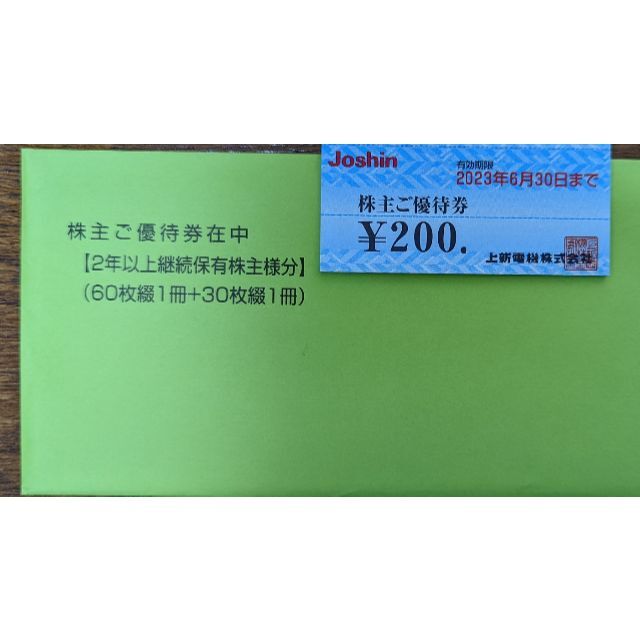 Joshin
有効期限
2023年6月30日まで
株主ご優待券
¥200.
上新電機株式会社
株主ご優待券在中
【2年以上継続保有株主様分】
（60枚綴1冊+30枚綴1冊）